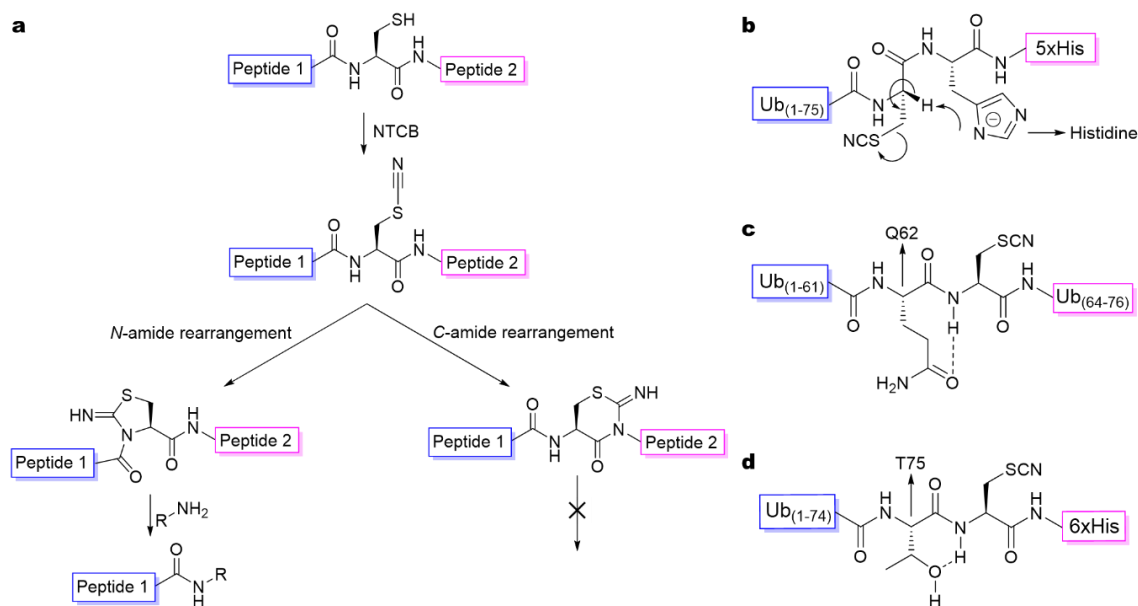 a
SH
O
Peptide 1
N
H
H
N
Peptide 2
O
NTCB
N
S
O
Peptide 1
N
H
H
N
Peptide 2
O
N-amide rearrangement
C-amide rearrangement
S
HN
N
H
N
Peptide 2
O
Peptide 1
O
R
NH2
O
Peptide 1
N
H
R
S
NH
O
Peptide 1
N
H
N
Peptide 2
O
b
O
H
N
O
N
H
5xHis
O
Ub(1-75)
N
H
H
NCS
N
N
⊖
Histidine
c
Q62
SCN
Ub(1-61)
H
N
O
O
N
H
H
N
O
Ub(64-76)
H2N
O
d
T75
SCN
Ub(1-74)
H
N
O
O
N
H
H
N
O
6xHis
O
H